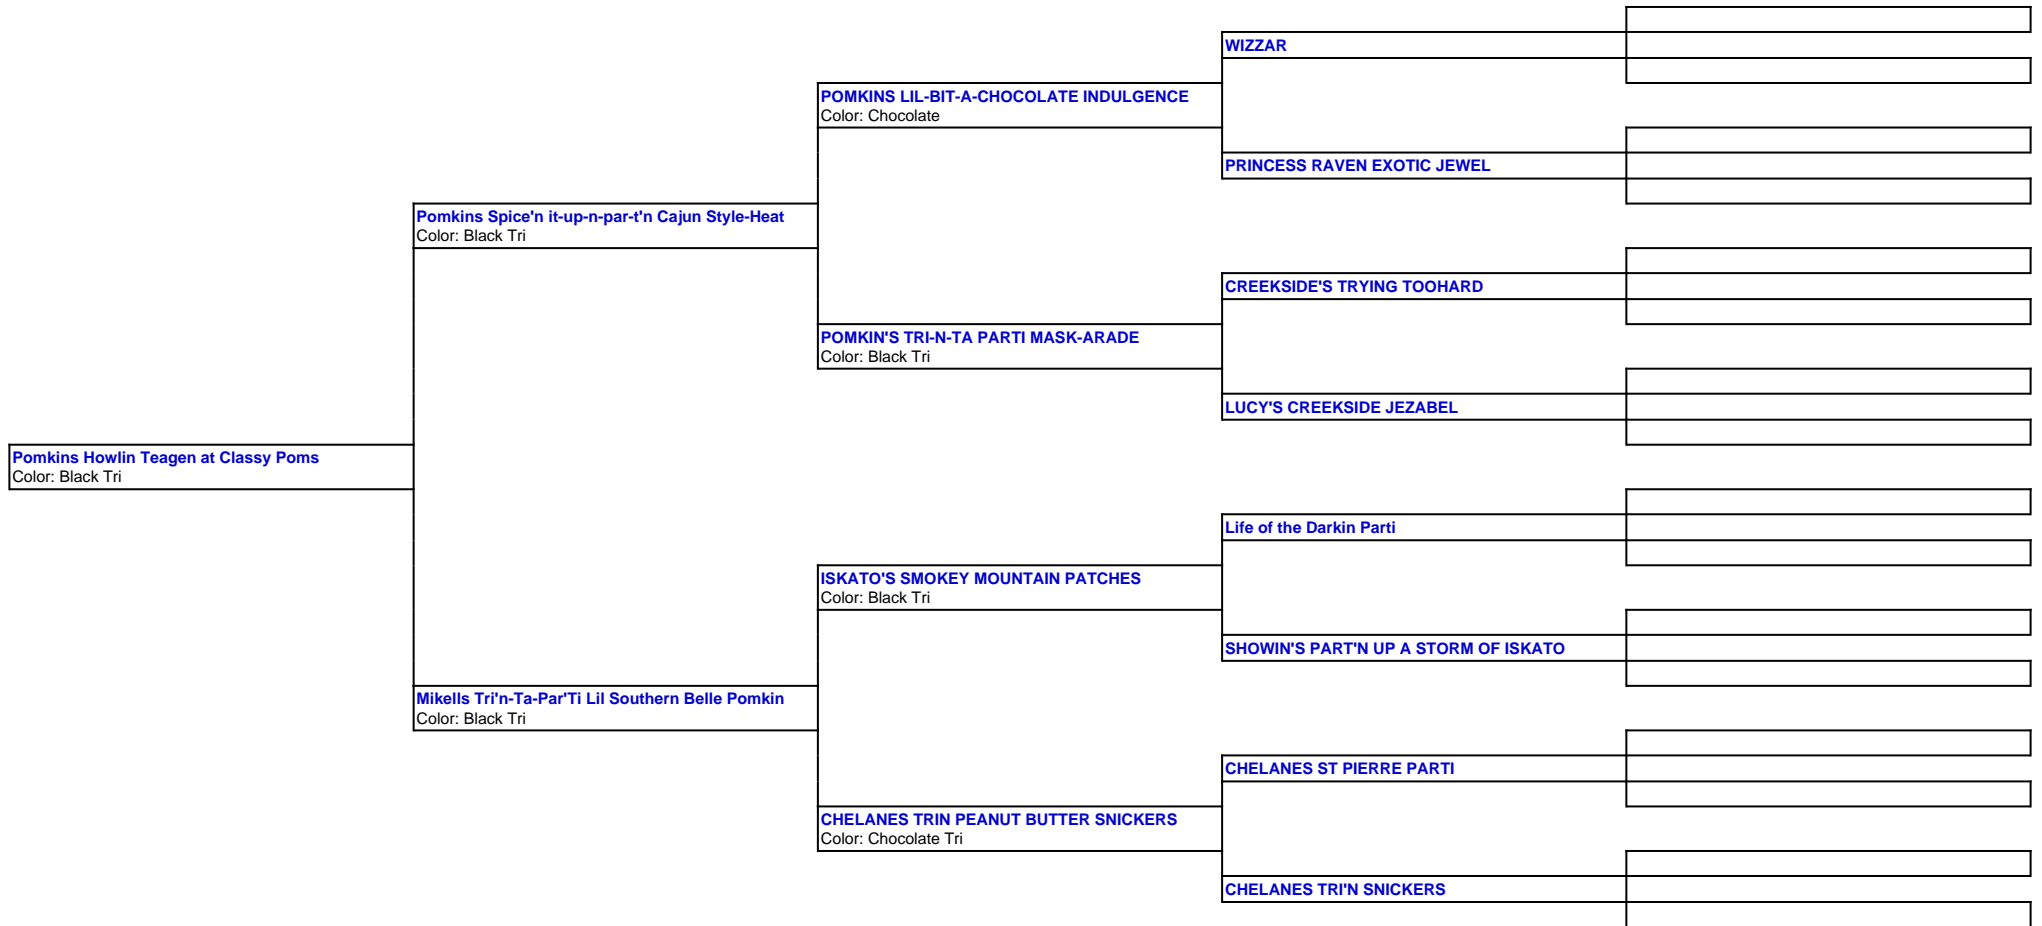 WIZZAR
POMKINS LIL-BIT-A-CHOCOLATE INDULGENCE
Color: Chocolate
PRINCESS RAVEN EXOTIC JEWEL
Pomkins Spice'n it-up-n-par-t'n Cajun Style-Heat
Color: Black Tri
CREEKSIDE'S TRYING TOOHARD
POMKIN'S TRI-N-TA PARTI MASK-ARADE
Color: Black Tri
LUCY'S CREEKSIDE JEZABEL
Pomkins Howlin Teagen at Classy Poms
Color: Black Tri
Life of the Darkin Parti
ISKATO'S SMOKEY MOUNTAIN PATCHES
Color: Black Tri
SHOWIN'S PART'N UP A STORM OF ISKATO
Mikells Tri'n-Ta-Par'Ti Lil Southern Belle Pomkin
Color: Black Tri
CHELANES ST PIERRE PARTI
CHELANES TRIN PEANUT BUTTER SNICKERS
Color: Chocolate Tri
CHELANES TRI'N SNICKERS